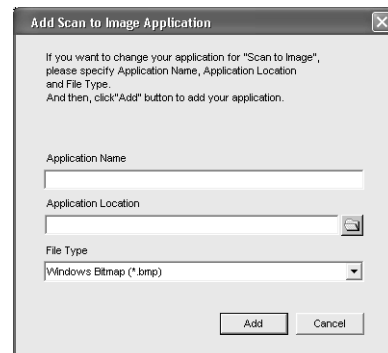 Add Scan to Image Application
If you want to change your application for "Scan to Image",
please specify Application Name, Application Location
and File Type.
And then, click"Add" button to add your application.
Application Name
Application Location
File Type
Windows Bitmap (*.bmp)
Add
Cancel